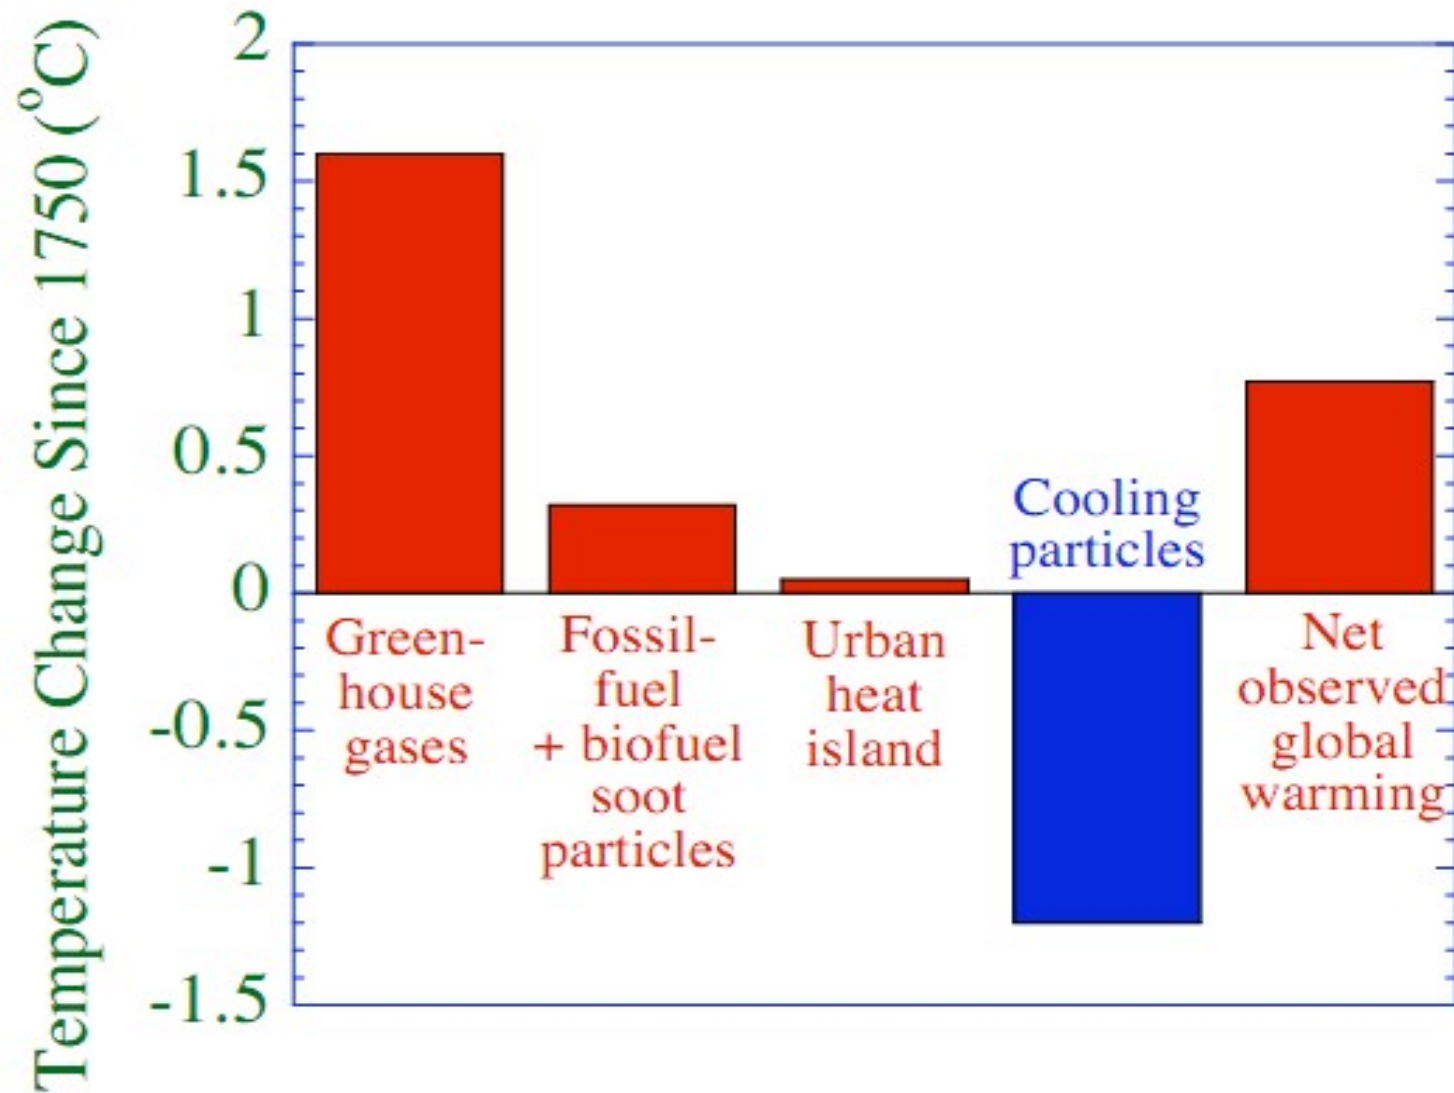 Temperature Change Since 1750 (°C)
2
1.5
1
0.5
0
-0.5
-1
-1.5
Green-
house
gases
Fossil-
fuel
+ biofuel
soot
particles
Urban
heat
island
Cooling
particles
Net
observed
global
warming